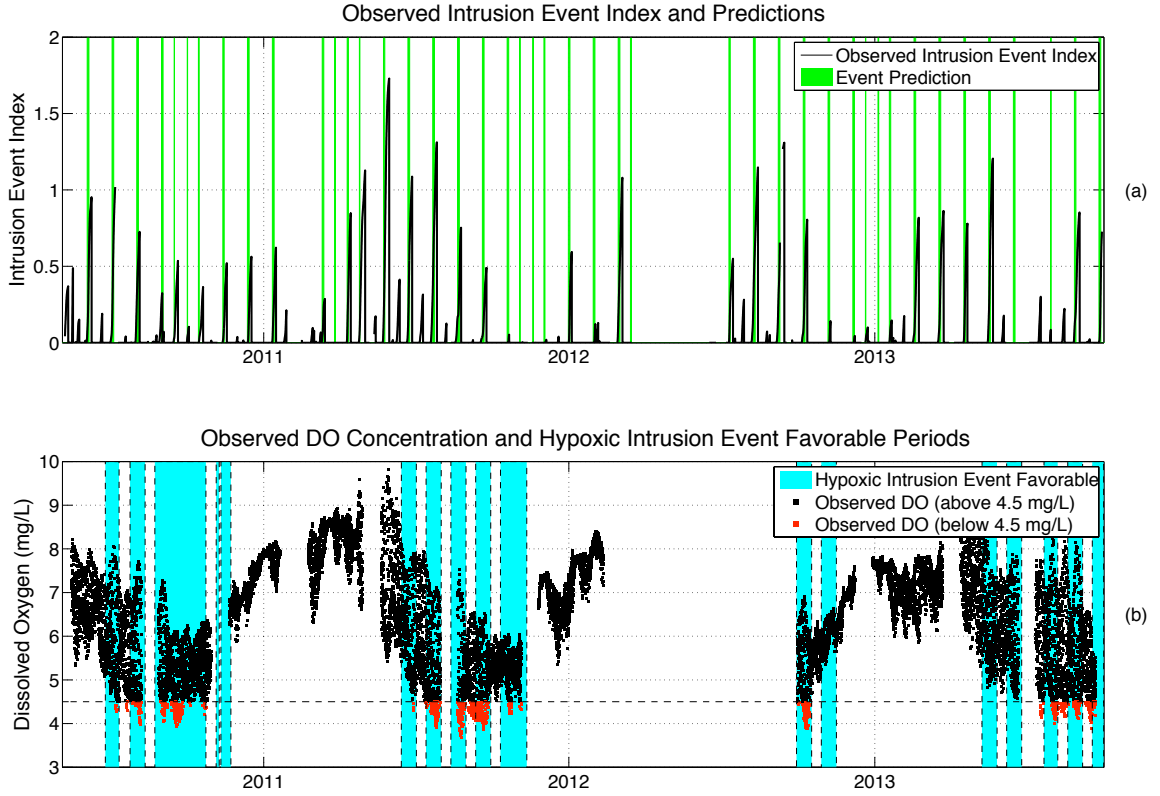 Observed Intrusion Event Index and Predictions
2
1.5
1
0.5
0
Intrusion Event Index
Observed Intrusion Event Index
Event Prediction
2011
2012
2013
(a)
Observed DO Concentration and Hypoxic Intrusion Event Favorable Periods
10
9
8
7
6
5
4
3
Dissolved Oxygen (mg/L)
Hypoxic Intrusion Event Favorable
Observed DO (above 4.5 mg/L)
Observed DO (below 4.5 mg/L)
2011
2012
2013
(b)